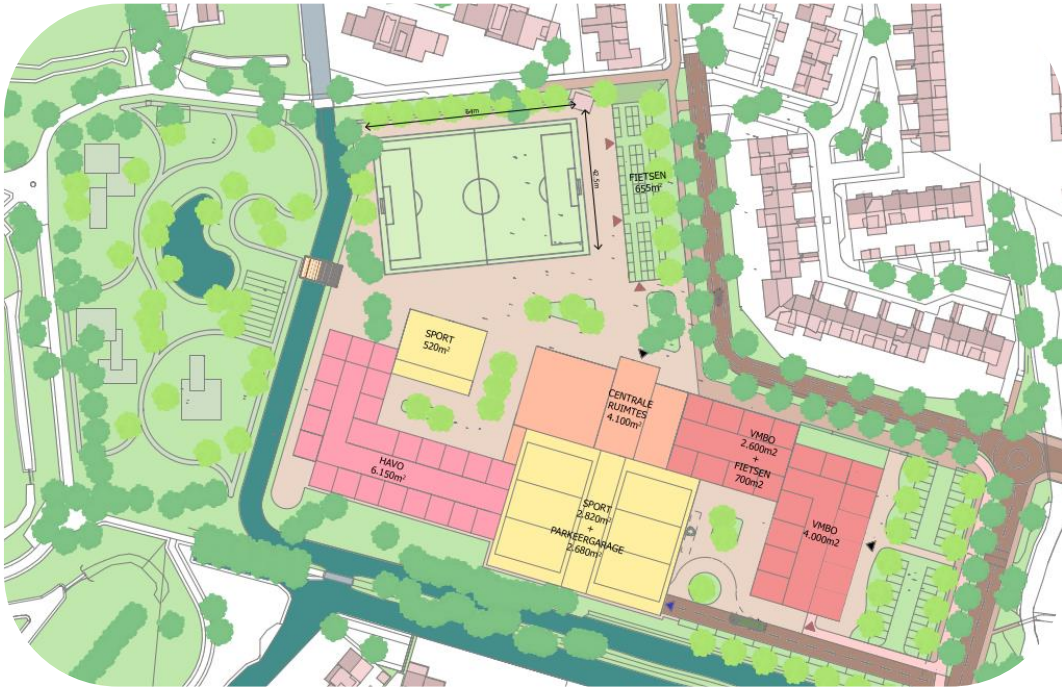 64m
42.5m
FIETSEN
655m²
SPORT
520m²
CENTRALE
RUIMTES
4.100m²
VMBO
2.600m2
+
FIETSEN
700m2
HAVO
6.150m²
SPORT
2.820m²
+
PARKEERGARAGE
2.680m²
VMBO
4.000m2